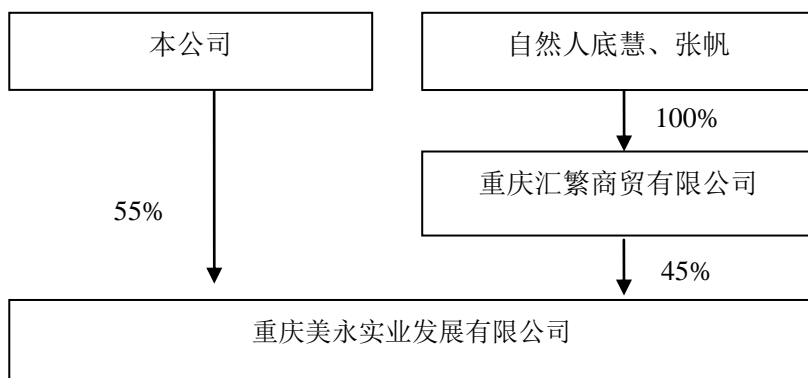 本公司
自然人底慧、张帆
100%
重庆汇繁商贸有限公司
55%
45%
重庆美永实业发展有限公司